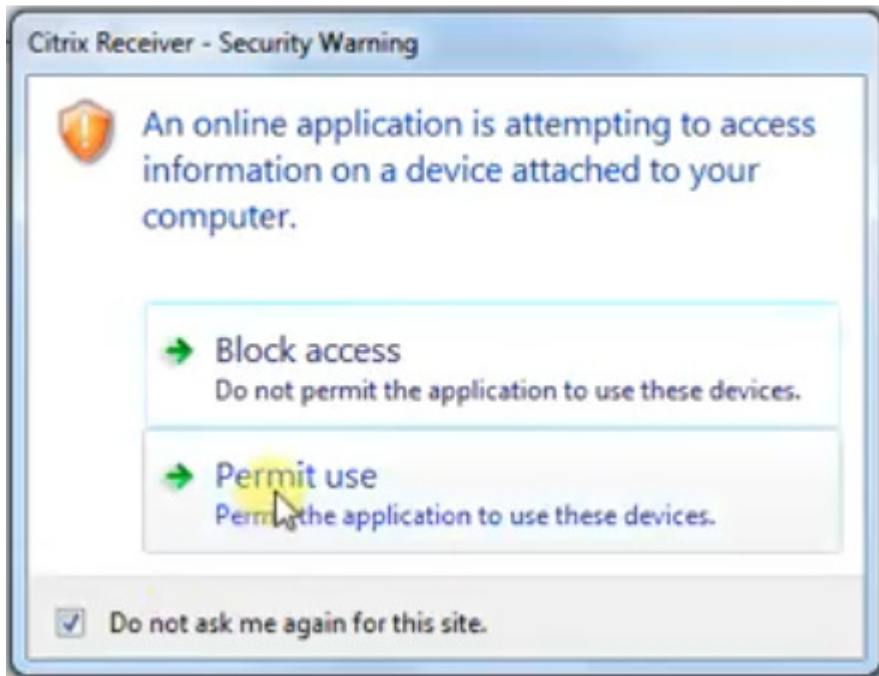 Citrix Receiver - Security Warning
An online application is attempting to access
information on a device attached to your
computer.
Block access
Do not permit the application to use these devices.
Permit use
Permit the application to use these devices.
Do not ask me again for this site.